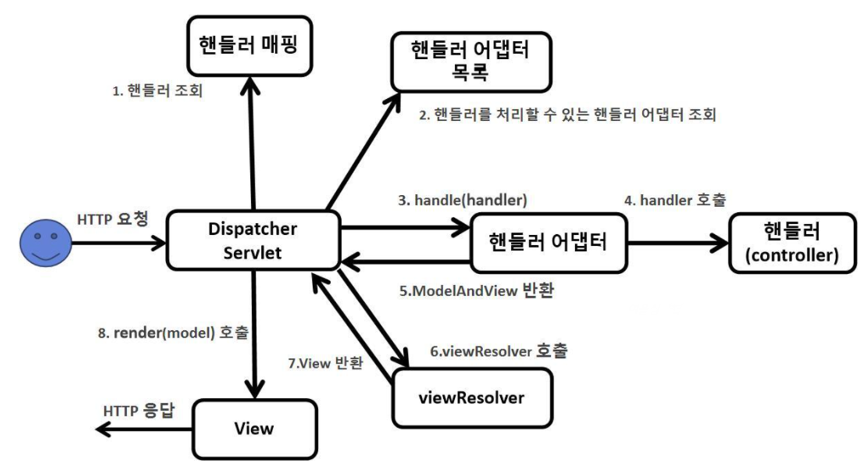 핸들러 매핑
핸들러 어댑터
목록
1. 핸들러 조회
2. 핸들러를 처리할 수 있는 핸들러 어댑터 조회
HTTP 요청
Dispatcher
Servlet
3. handle(handler)
핸들러 어댑터
4. handler 호출
핸들러
(controller)
5.ModelAndView 반환
8. render(model) 호출
7.View 반환
6.viewResolver 호출
viewResolver
HTTP 응답
View